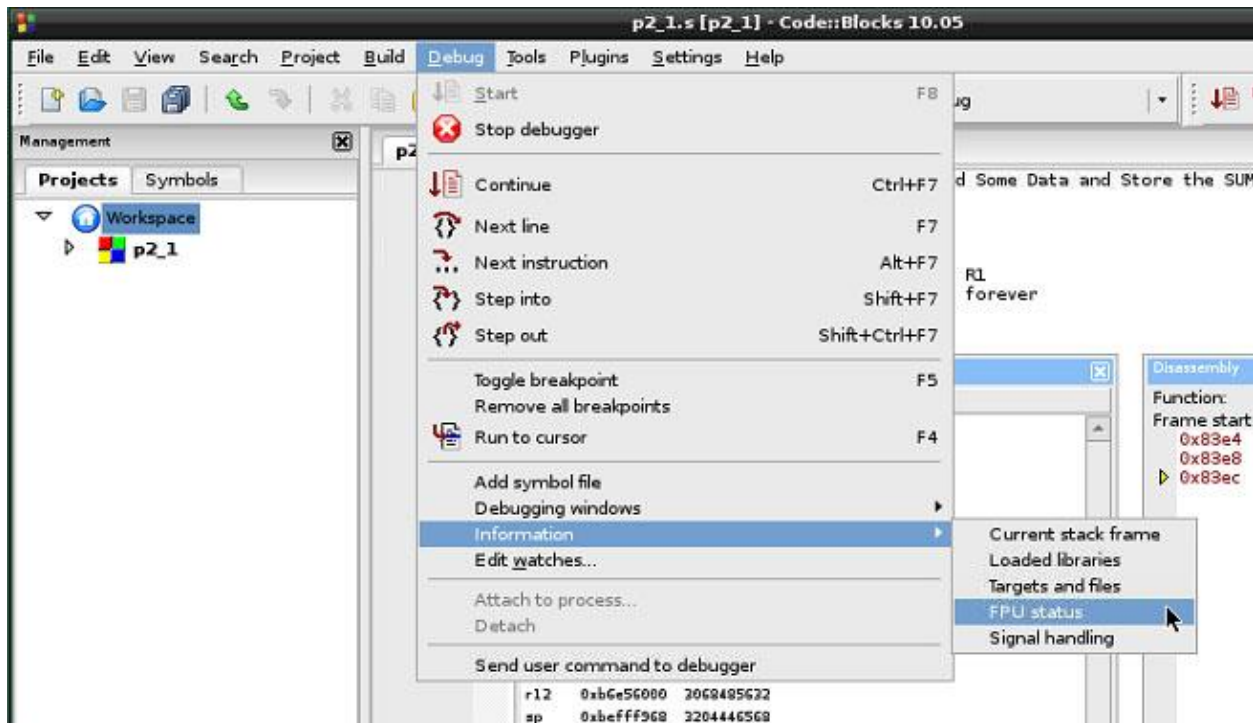 p2_1.s [p2_1] - Code::Blocks 10.05
File Edit View Search Project Build Debug Tools Plugins Settings Help
Start F8
ug
Stop debugger
Management
p2
Projects Symbols
Continue Ctrl+F7
d Some Data and Store the SUM
Workspace
Next line F7
p2_1
Next instruction Alt+F7
R1
Step into Shift+F7
forever
Step out Shift+Ctrl+F7
Toggle breakpoint F5
Remove all breakpoints
Run to cursor F4
Disassembly
Function:
Frame start
0x83e4
0x83e8
0x83ec
Add symbol file
Debugging windows
Information
Edit watches...
Current stack frame
Loaded libraries
Targets and files
FPU status
Signal handling
Attach to process...
Detach
Send user command to debugger
r12 0xb6e56000 3068485632
sp 0xbefff968 3204446568